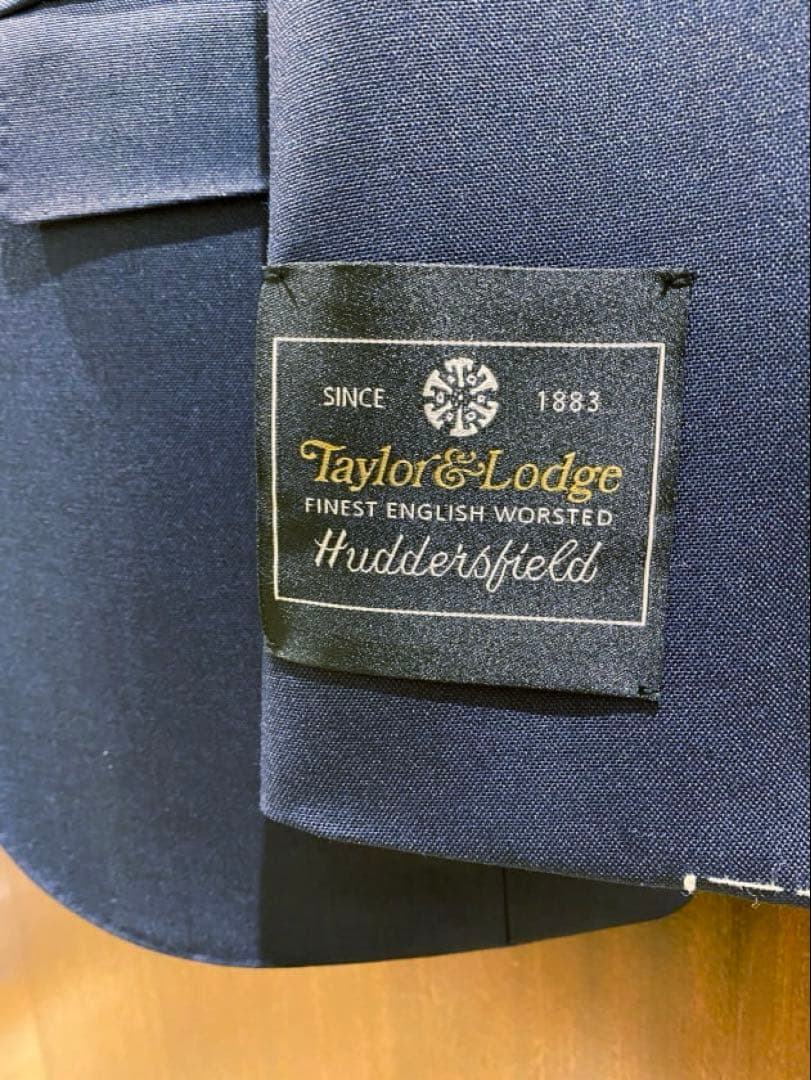 SINCE 1883
Taylor & Lodge
FINEST ENGLISH WORSTED
Huddersfield